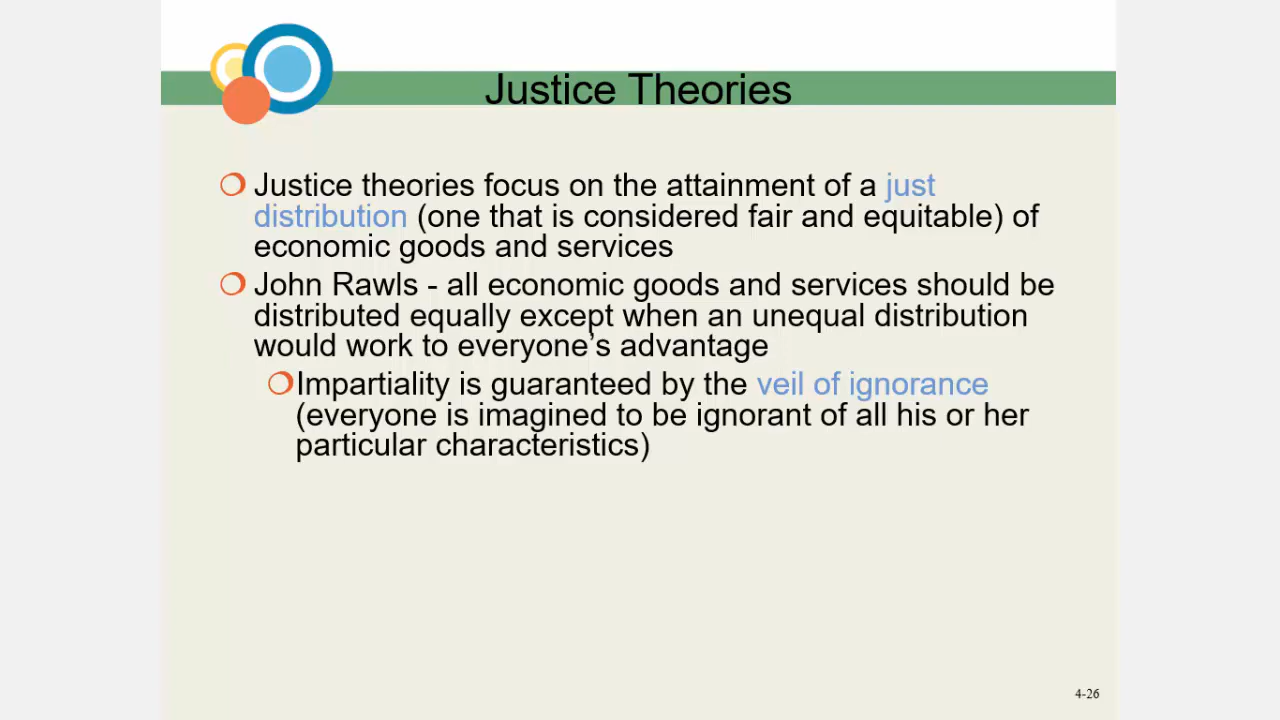 Justice Theories
Justice theories focus on the attainment of a just
distribution (one that is considered fair and equitable) of
economic goods and services
John Rawls - all economic goods and services should be
distributed equally except when an unequal distribution
would work to everyone’s advantage
Impartiality is guaranteed by the veil of ignorance
(everyone is imagined to be ignorant of all his or her
particular characteristics)
4-26